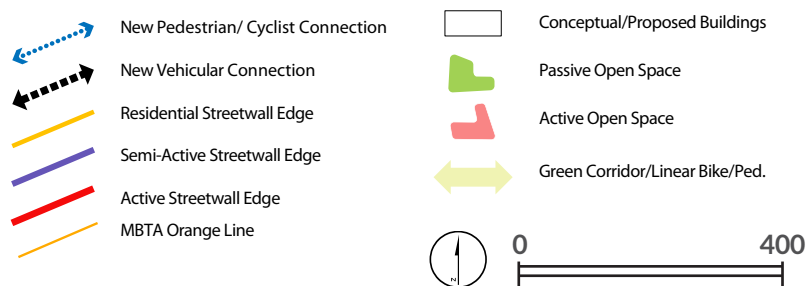 New Pedestrian/ Cyclist Connection
New Vehicular Connection
Residential Streetwall Edge
Semi-Active Streetwall Edge
Active Streetwall Edge
MBTA Orange Line
Conceptual/Proposed Buildings
Passive Open Space
Active Open Space
Green Corridor/Linear Bike/Ped.
z
0 400